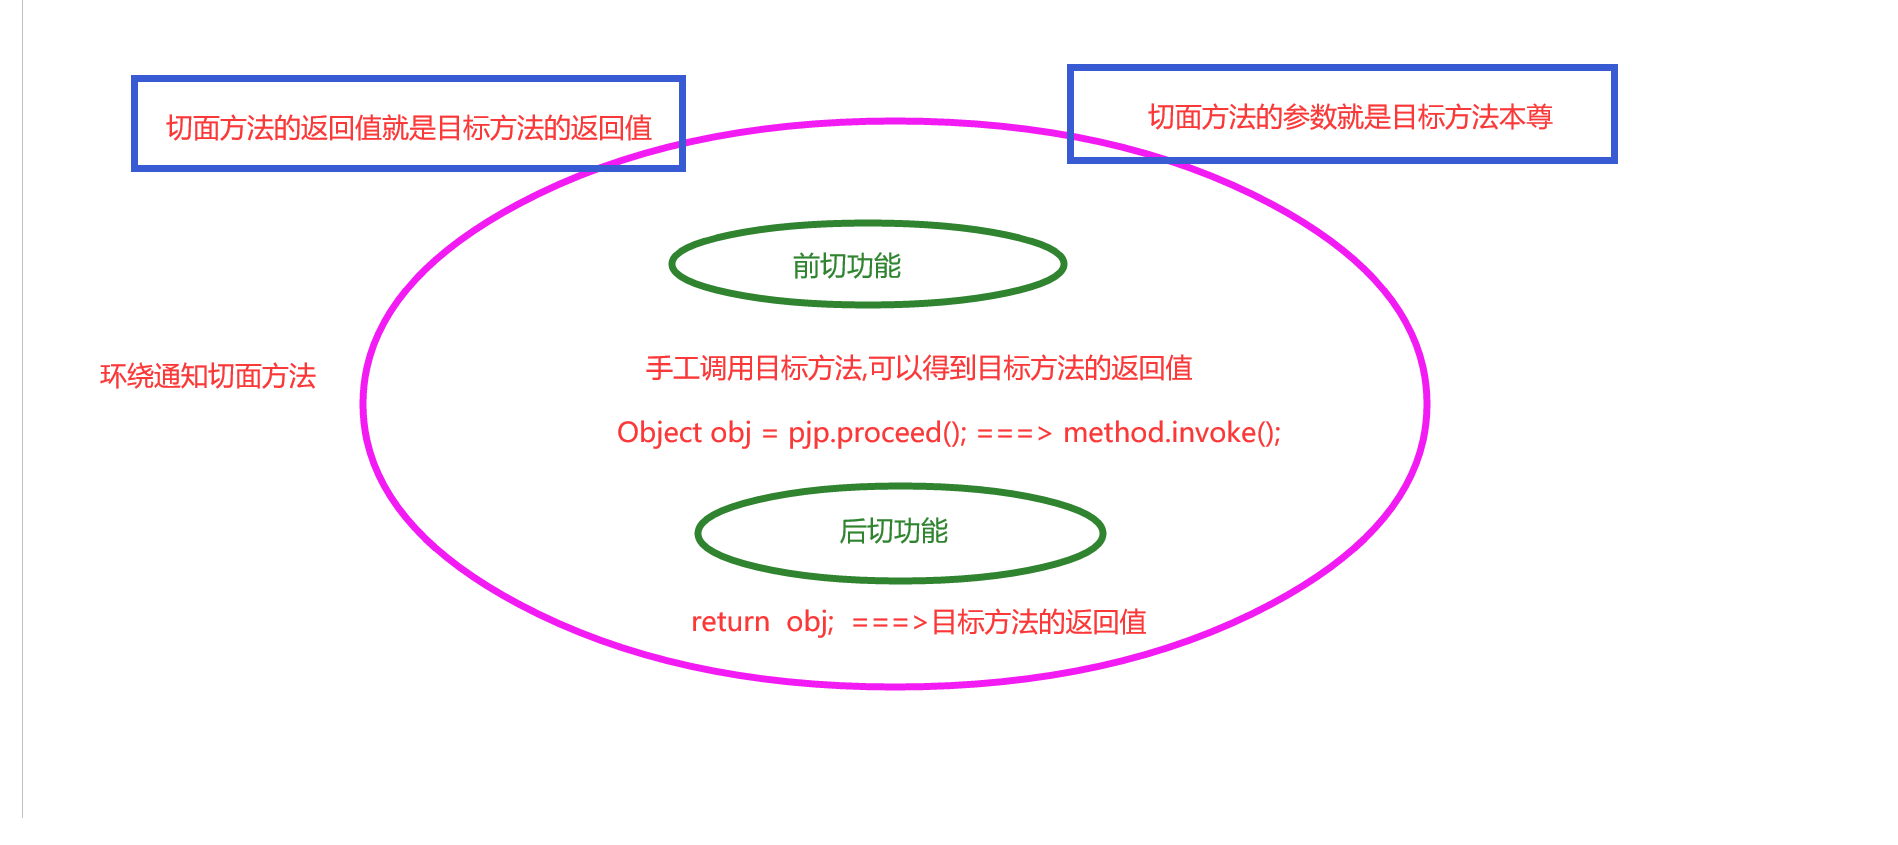 切面方法的返回值就是目标方法的返回值
切面方法的参数就是目标方法本尊
前切功能
环绕通知切面方法
手工调用目标方法,可以得到目标方法的返回值
Object obj = pjp.proceed(); ===> method.invoke();
后切功能
return  obj;  ===>目标方法的返回值